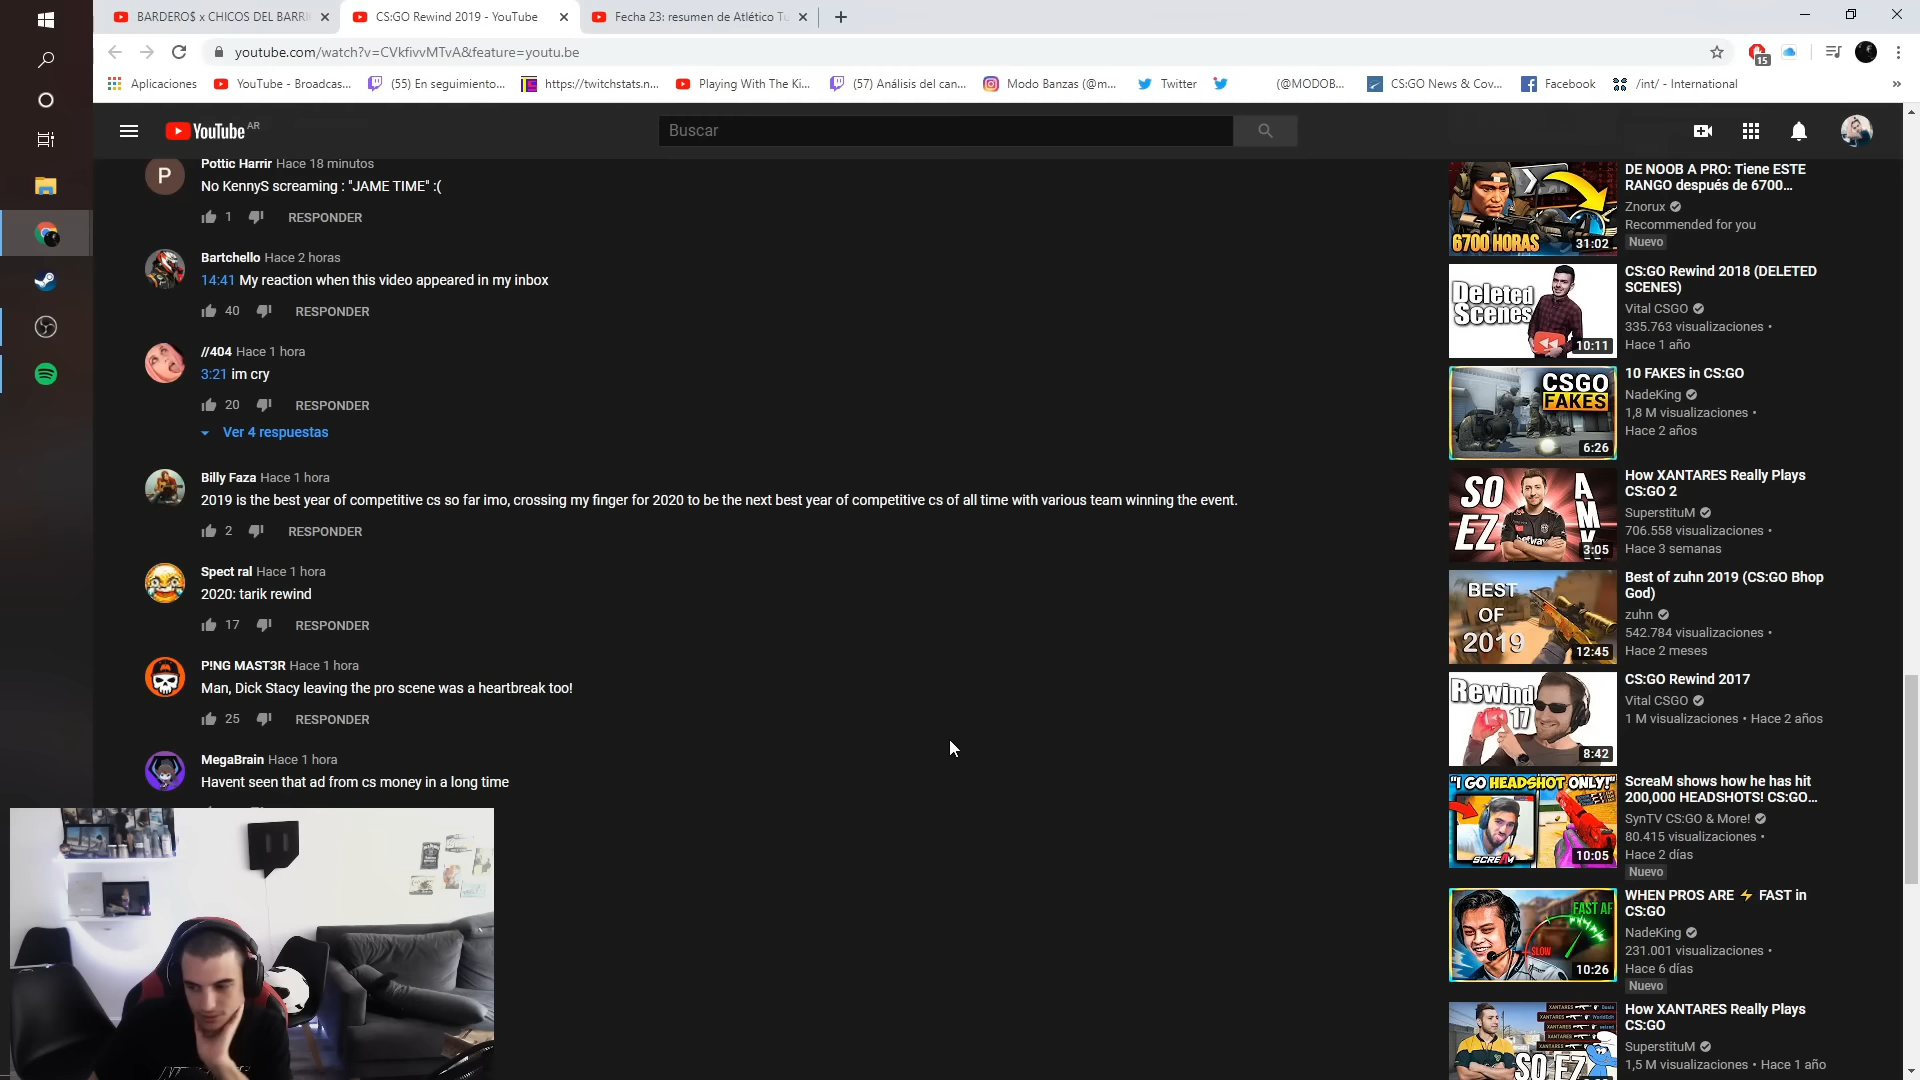 BARDERO$ x CHICOS DEL BARRI
CS:GO Rewind 2019 - YouTube
Fecha 23: resumen de Atlético Tu
youtube.com/watch?v=CVkfivvMTvA&feature=youtu.be
15
Aplicaciones
YouTube - Broadcas...
(55) En seguimiento...
https://twitchstats.n...
Playing With The Ki...
(57) Análisis del can...
Modo Banzas (@m...
Twitter
(@MODOB...
CS:GO News & Cov...
Facebook
/int/ - International
»
YouTube AR
Buscar
P
Pottic Harrir Hace 18 minutos
No KennyS screaming : "JAME TIME" :(
1 RESPONDER
Bartchello Hace 2 horas
14:41 My reaction when this video appeared in my inbox
40 RESPONDER
//404 Hace 1 hora
3:21 im cry
20 RESPONDER
Ver 4 respuestas
Billy Faza Hace 1 hora
2019 is the best year of competitive cs so far imo, crossing my finger for 2020 to be the next best year of competitive cs of all time with various team winning the event.
2 RESPONDER
Spect ral Hace 1 hora
2020: tarik rewind
17 RESPONDER
P!NG MAST3R Hace 1 hora
Man, Dick Stacy leaving the pro scene was a heartbreak too!
25 RESPONDER
MegaBrain Hace 1 hora
Havent seen that ad from cs money in a long time
6700 HORAS
31:02
DE NOOB A PRO: Tiene ESTE
RANGO después de 6700...
Znorux
Recommended for you
Nuevo
Deleted
Scenes
10:11
CS:GO Rewind 2018 (DELETED
SCENES)
Vital CSGO
335.763 visualizaciones •
Hace 1 año
CSGO
FAKES
6:26
10 FAKES in CS:GO
NadeKing
1,8 M visualizaciones •
Hace 2 años
SO
EZ
3:05
How XANTARES Really Plays
CS:GO 2
SuperstituM
706.558 visualizaciones •
Hace 3 semanas
BEST
OF
2019
12:45
Best of zuhn 2019 (CS:GO Bhop
God)
zuhn
542.784 visualizaciones •
Hace 2 meses
Rewind
17
8:42
CS:GO Rewind 2017
Vital CSGO
1 M visualizaciones • Hace 2 años
"I GO HEADSHOT ONLY!"
SCREAM
10:05
ScreaM shows how he has hit
200,000 HEADSHOTS! CS:GO...
SynTV CS:GO & More!
80.415 visualizaciones •
Hace 2 días
Nuevo
FAST AF
SLOW
10:26
WHEN PROS ARE ⚡ FAST in
CS:GO
NadeKing
231.001 visualizaciones •
Hace 6 días
Nuevo
SO EZ
How XANTARES Really Plays
CS:GO
SuperstituM
1,5 M visualizaciones • Hace 1 año